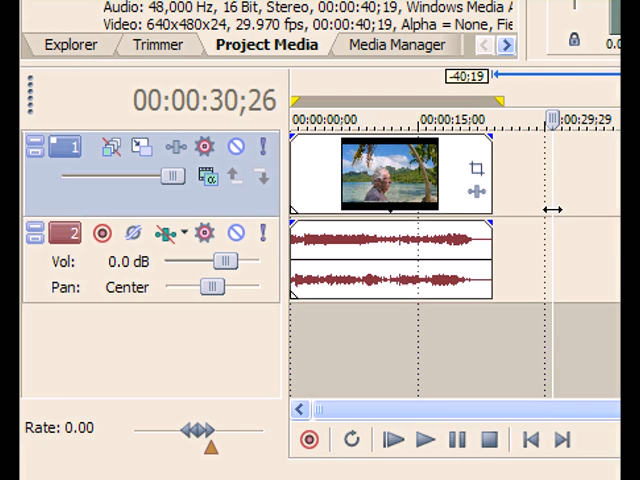 Audio: 48,000 Hz, 16 Bit, Stereo, 00:00:40;19, Windows Media A
Video: 640x480x24, 29.970 fps, 00:00:40;19, Alpha = None, Fie
Explorer Trimmer Project Media Media Manager
0.0
-40;19
00:00:30;26
00:00:00;00 00:00:15;00 :00:29;29
1
2
Vol: 0.0 dB
Pan: Center
Rate: 0.00